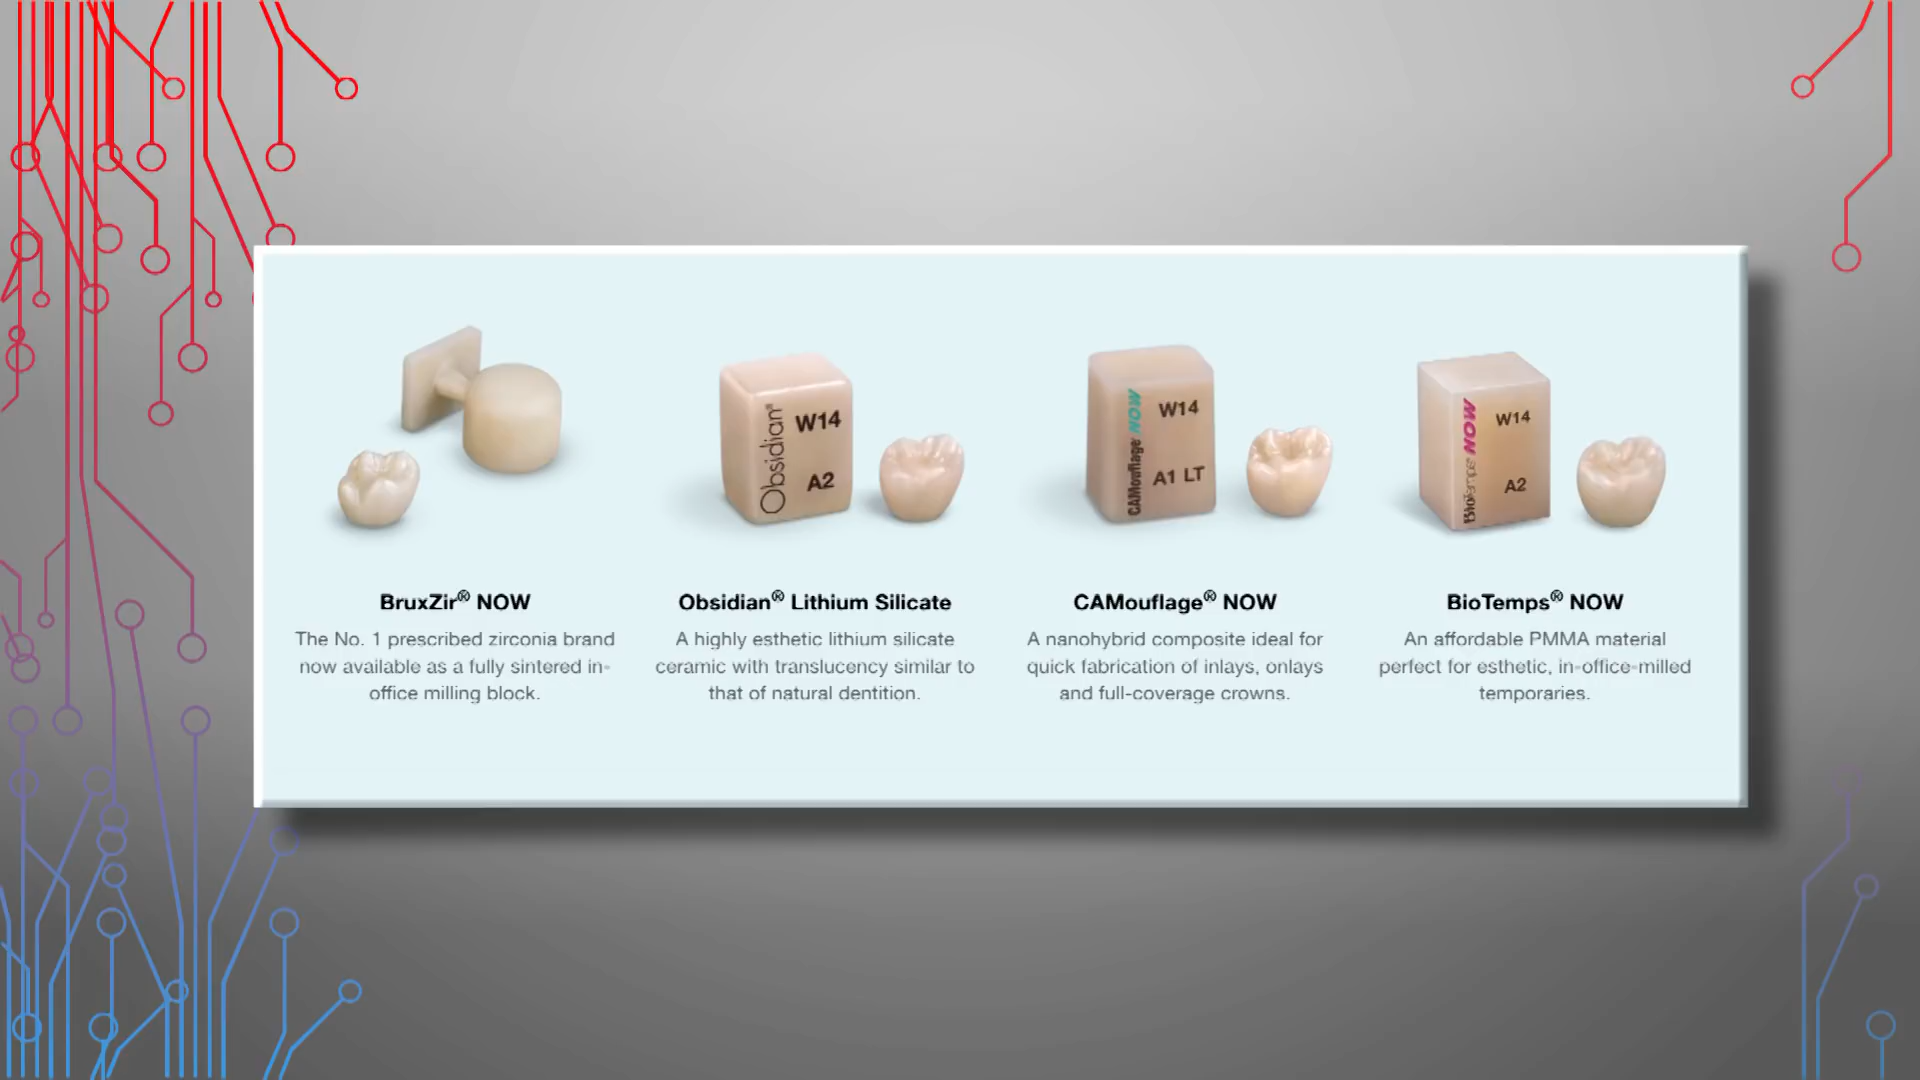 Obsidian®
W14
A2
CAMouflage NOW
W14
A1 LT
BioTemps NOW
W14
A2
BruxZir® NOW
The No. 1 prescribed zirconia brand
now available as a fully sintered in-
office milling block.
Obsidian® Lithium Silicate
A highly esthetic lithium silicate
ceramic with translucency similar to
that of natural dentition.
CAMouflage® NOW
A nanohybrid composite ideal for
quick fabrication of inlays, onlays
and full-coverage crowns.
BioTemps® NOW
An affordable PMMA material
perfect for esthetic, in-office-milled
temporaries.